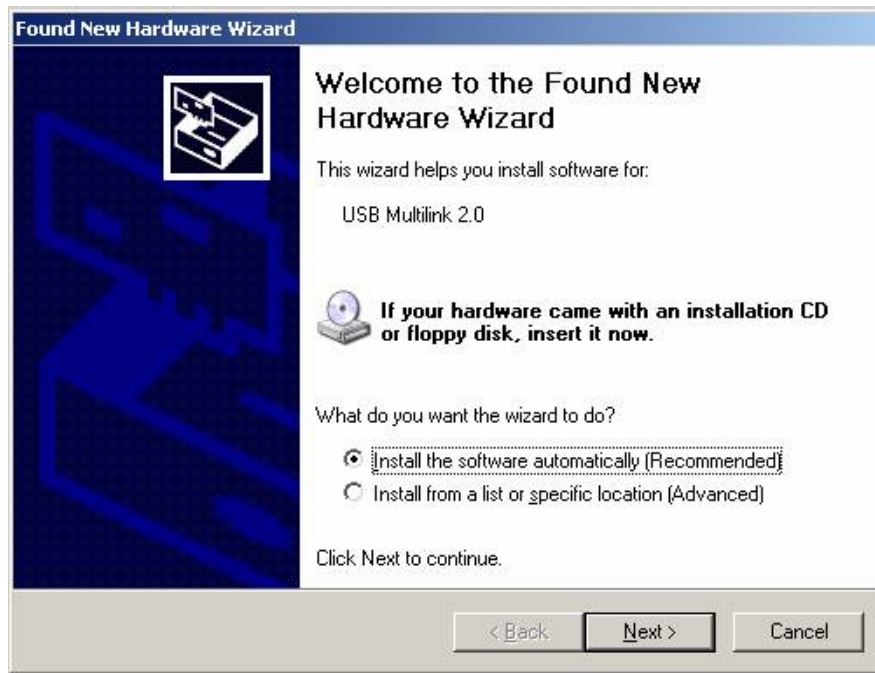 Found New Hardware Wizard
Welcome to the Found New
Hardware Wizard
This wizard helps you install software for:
USB Multilink 2.0
If your hardware came with an installation CD
or floppy disk, insert it now.
What do you want the wizard to do?
Install the software automatically (Recommended)
Install from a list or specific location (Advanced)
Click Next to continue.
< Back Next > Cancel